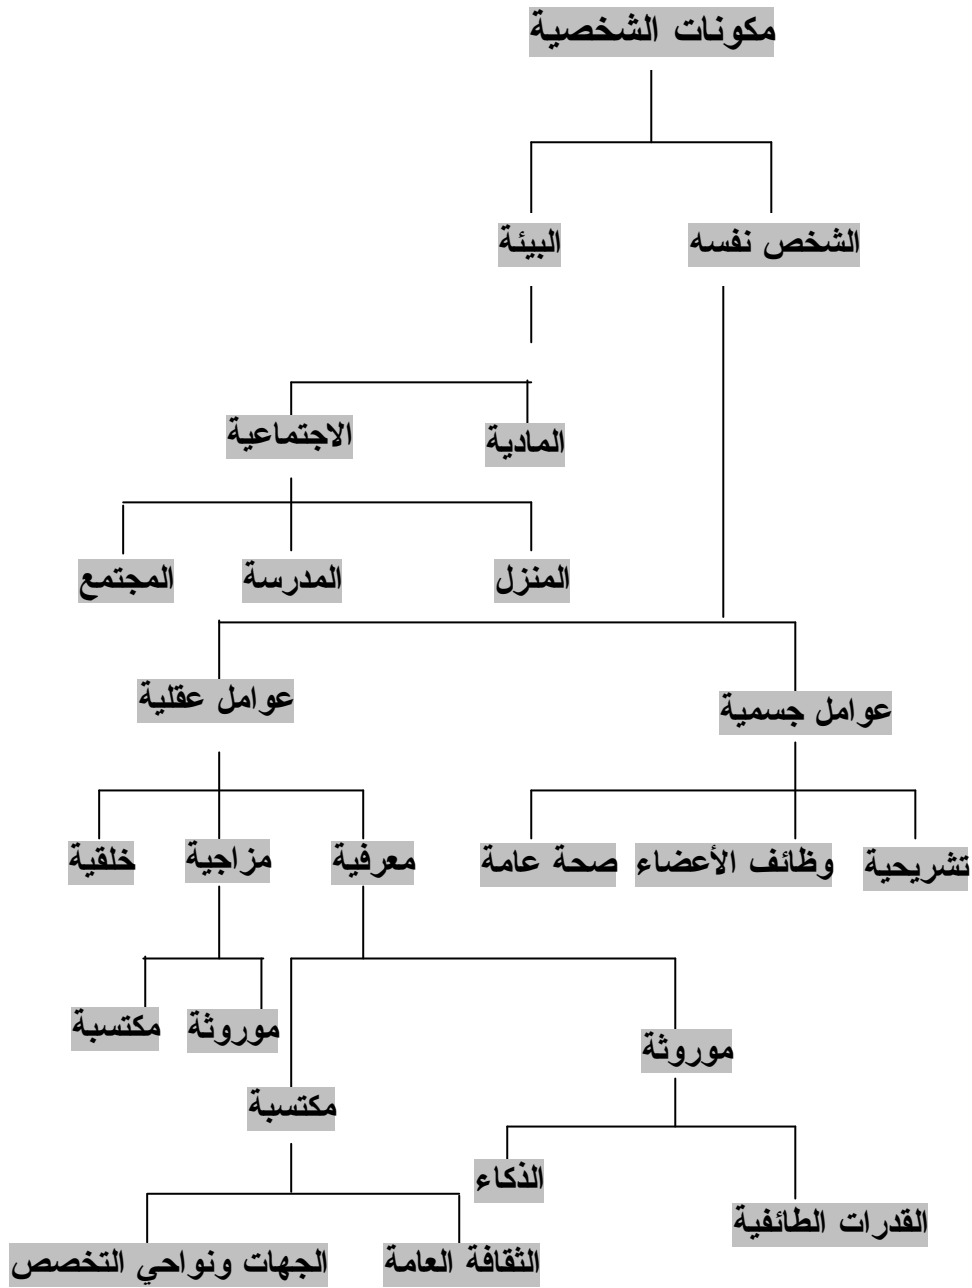 مكونات الشخصية
الشخص نفسه
البيئة
المادية
الاجتماعية
المنزل
المدرسة
المجتمع
عوامل جسمية
عوامل عقلية
تشريحية
وظائف الأعضاء
صحة عامة
معرفية
مزاجية
خلقية
موروثة
مكتسبة
موروثة
مكتسبة
الذكاء
القدرات الطائفية
الثقافة العامة
الجهات ونواحي التخصص